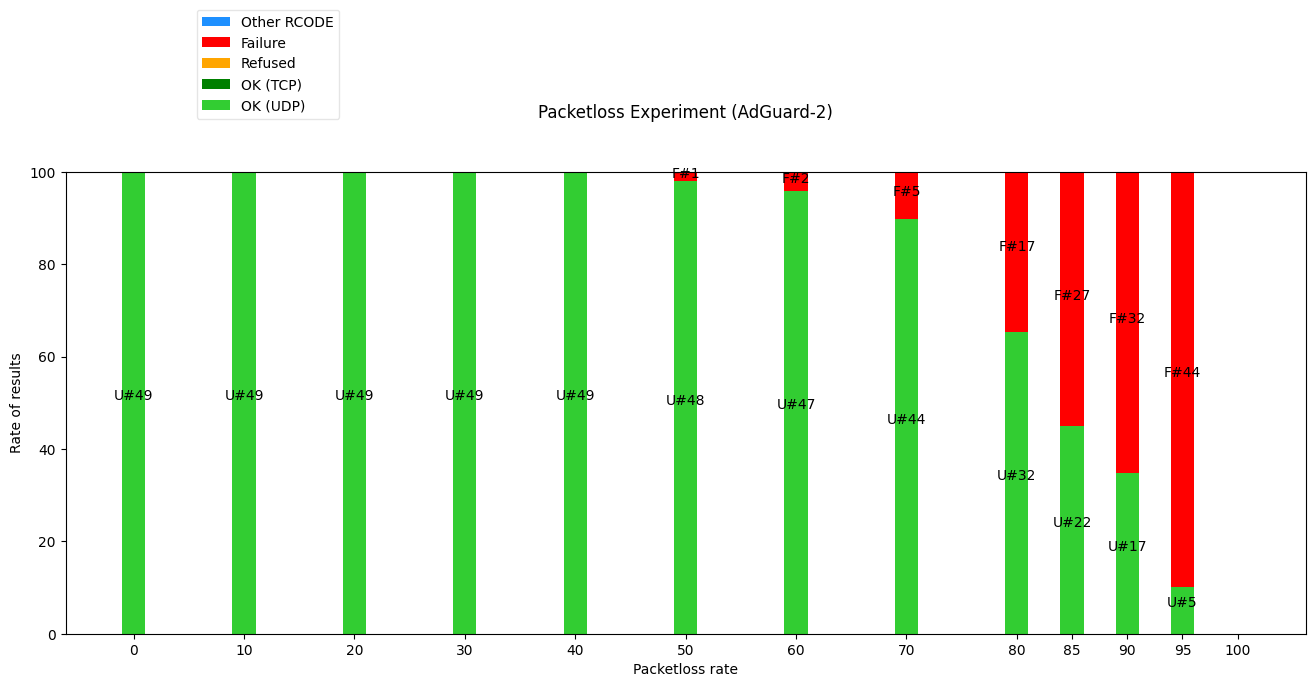 Other RCODE
Failure
Refused
OK (TCP)
OK (UDP)
Packetloss Experiment (AdGuard-2)
100
80
60
40
20
0
Rate of results
F#1
F#2
F#5
F#17
F#27
F#32
F#44
U#49
U#49
U#49
U#49
U#49
U#48
U#47
U#44
U#32
U#22
U#17
U#5
0 10 20 30 40 50 60 70 80 85 90 95 100
Packetloss rate